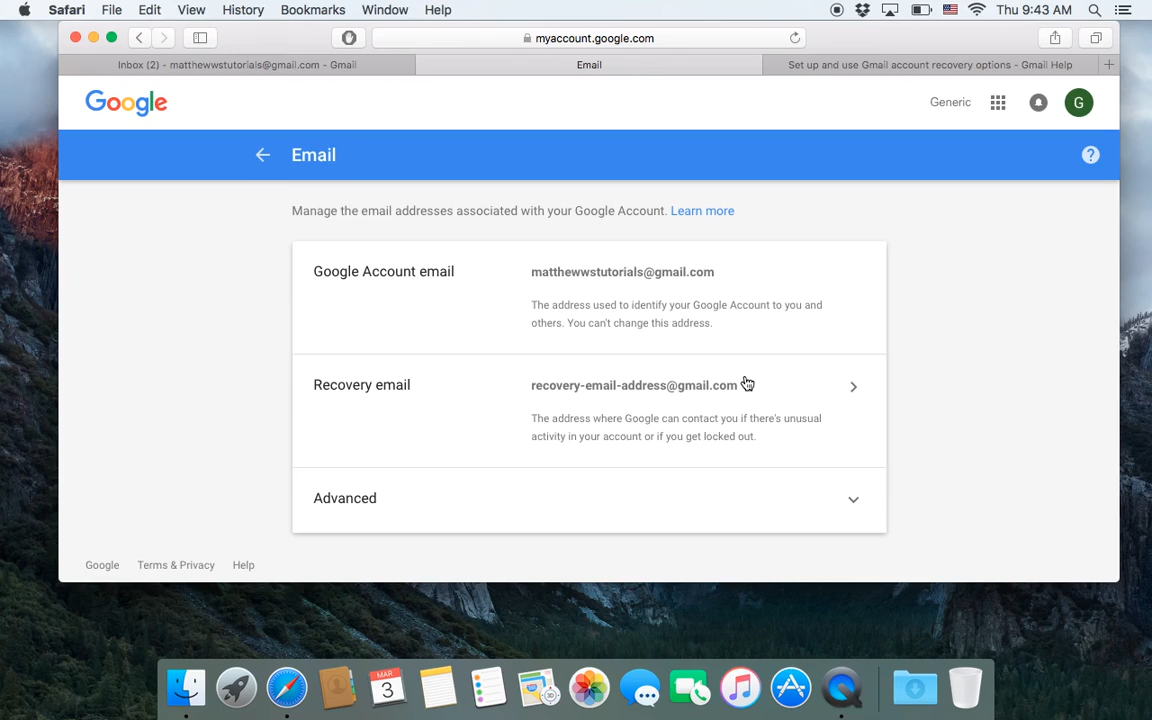 Safari File Edit View History Bookmarks Window Help Thu 9:43 AM
myaccount.google.com
Inbox (2) - matthewwstutorials@gmail.com - Gmail Email Set up and use Gmail account recovery options - Gmail Help
Google Generic G
Email
Manage the email addresses associated with your Google Account. Learn more
Google Account email matthewwstutorials@gmail.com
The address used to identify your Google Account to you and
others. You can't change this address.
Recovery email recovery-email-address@gmail.com
The address where Google can contact you if there's unusual
activity in your account or if you get locked out.
Advanced
Google Terms & Privacy Help
MAR
3